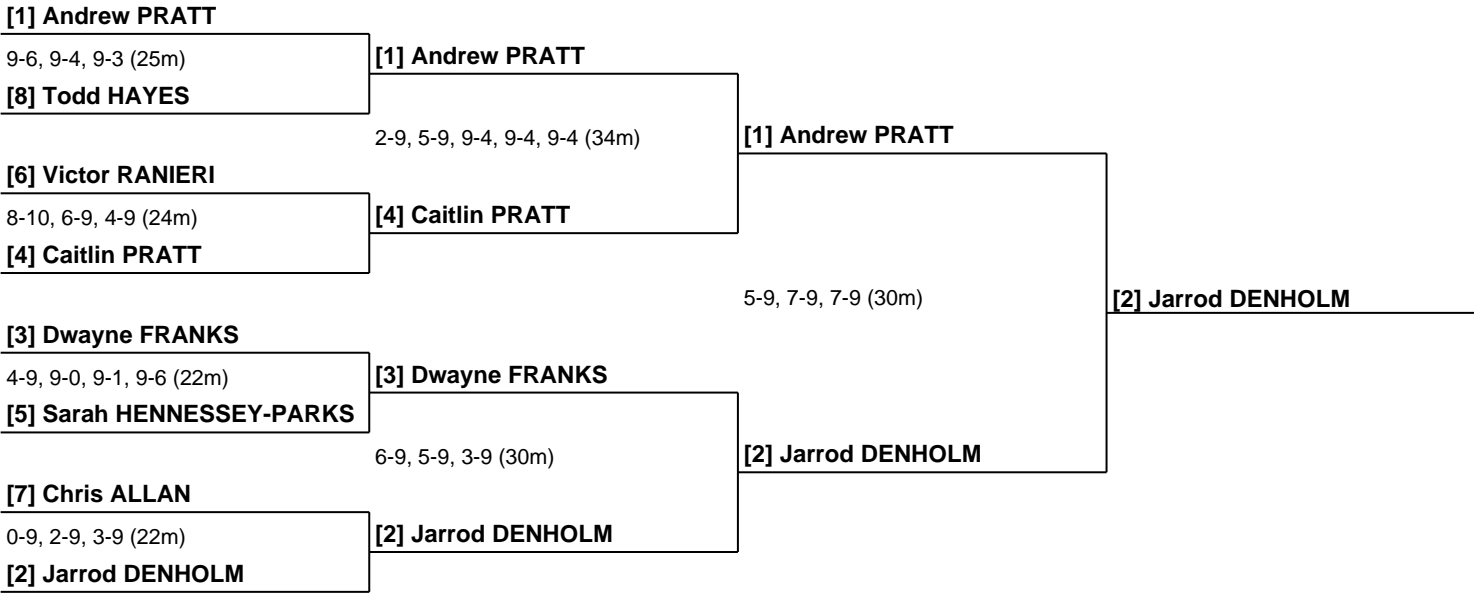 [1] Andrew PRATT
9-6, 9-4, 9-3 (25m)
[8] Todd HAYES
[6] Victor RANIERI
8-10, 6-9, 4-9 (24m)
[4] Caitlin PRATT
[3] Dwayne FRANKS
4-9, 9-0, 9-1, 9-6 (22m)
[5] Sarah HENNESSEY-PARKS
[7] Chris ALLAN
0-9, 2-9, 3-9 (22m)
[2] Jarrod DENHOLM
[1] Andrew PRATT
2-9, 5-9, 9-4, 9-4, 9-4 (34m)
[4] Caitlin PRATT
[3] Dwayne FRANKS
6-9, 5-9, 3-9 (30m)
[2] Jarrod DENHOLM
[1] Andrew PRATT
5-9, 7-9, 7-9 (30m)
[2] Jarrod DENHOLM
[2] Jarrod DENHOLM